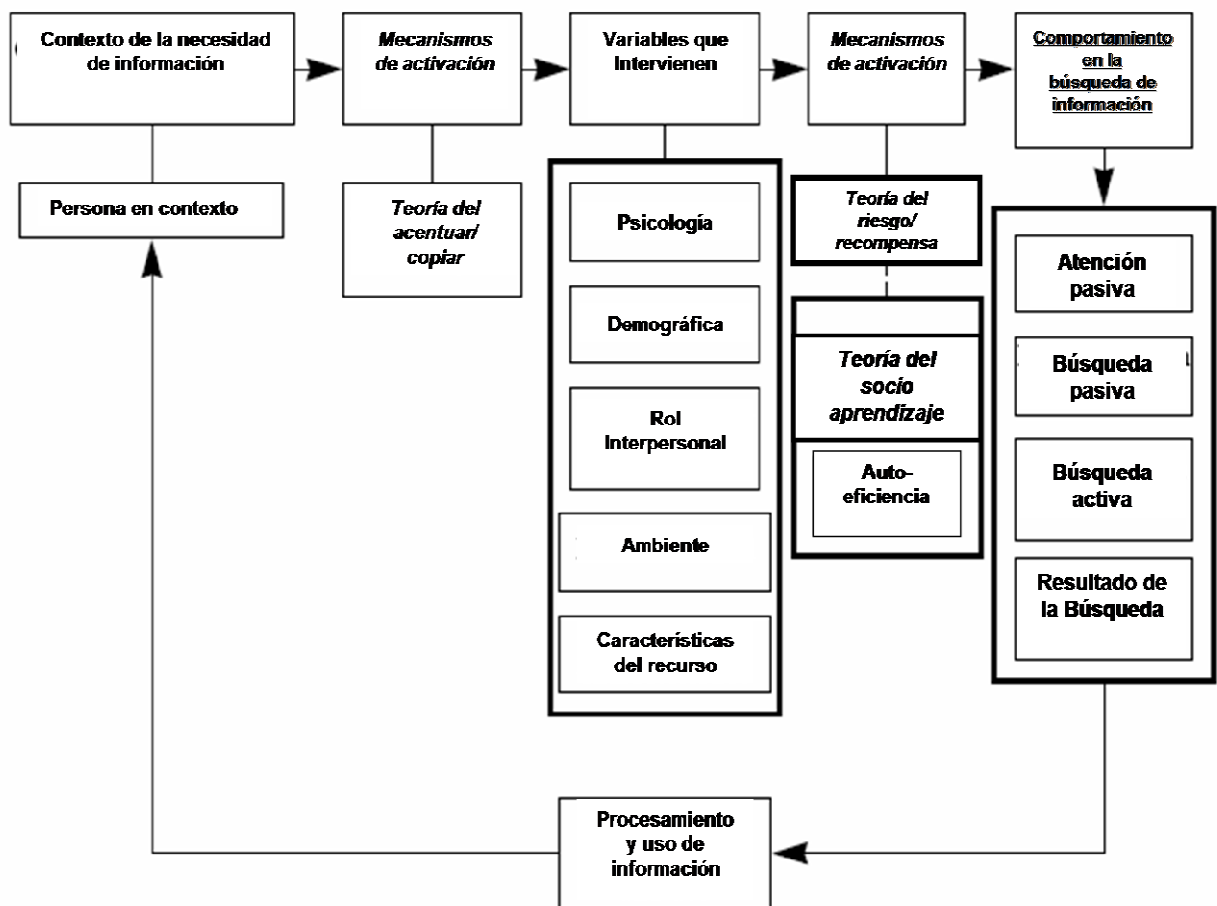 Contexto de la necesidad
de información
Mecanismos
de activación
Variables que
Intervienen
Mecanismos
de activación
Comportamiento
en la
búsqueda de
información
Persona en contexto
Teoría del
acentuar/
copiar
Psicología
Demográfica
Rol
Interpersonal
Ambiente
Características
del recurso
Teoría del
riesgo/
recompensa
Teoría del
socio
aprendízaje
Auto-
eficiencia
Atención
pasiva
Búsqueda
pasiva
Búsqueda
activa
Resultado de
la Búsqueda
Procesamiento
y uso de
información